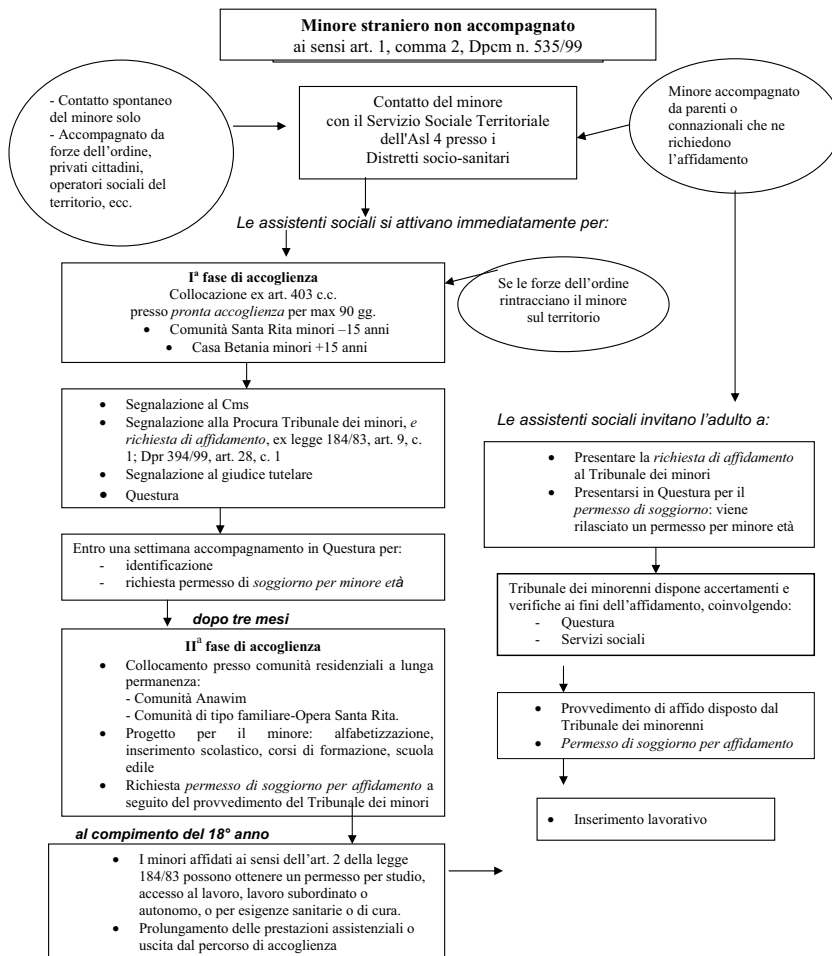 Minore straniero non accompagnato
ai sensi art. 1, comma 2, Dpcm n. 535/99
- Contatto spontaneo
del minore solo
- Accompagnato da
forze dell'ordine,
privati cittadini,
operatori sociali del
territorio, ecc.
Contatto del minore
con il Servizio Sociale Territoriale
dell'Asl 4 presso i
Distretti socio-sanitari
Minore accompagnato
da parenti o
connazionali che ne
richiedono
l'affidamento
Le assistenti sociali si attivano immediatamente per:
Iª fase di accoglienza
Collocazione ex art. 403 c.c.
presso pronta accoglienza per max 90 gg.
• Comunità Santa Rita minori –15 anni
• Casa Betania minori +15 anni
Se le forze dell'ordine
rintracciano il minore
sul territorio
• Segnalazione al Cms
• Segnalazione alla Procura Tribunale dei minori, e
richiesta di affidamento, ex legge 184/83, art. 9, c.
1; Dpr 394/99, art. 28, c. 1
• Segnalazione al giudice tutelare
• Questura
Le assistenti sociali invitano l'adulto a:
• Presentare la richiesta di affidamento
al Tribunale dei minori
• Presentarsi in Questura per il
permesso di soggiorno: viene
rilasciato un permesso per minore età
Entro una settimana accompagnamento in Questura per:
- identificazione
- richiesta permesso di soggiorno per minore età
Tribunale dei minorenni dispone accertamenti e
verifiche ai fini dell'affidamento, coinvolgendo:
- Questura
- Servizi sociali
dopo tre mesi
IIª fase di accoglienza
• Collocamento presso comunità residenziali a lunga
permanenza:
- Comunità Anawim
- Comunità di tipo familiare-Opera Santa Rita.
• Progetto per il minore: alfabetizzazione,
inserimento scolastico, corsi di formazione, scuola
edile
• Richiesta permesso di soggiorno per affidamento a
seguito del provvedimento del Tribunale dei minori
• Provvedimento di affido disposto dal
Tribunale dei minorenni
• Permesso di soggiorno per affidamento
• Inserimento lavorativo
al compimento del 18° anno
• I minori affidati ai sensi dell'art. 2 della legge
184/83 possono ottenere un permesso per studio,
accesso al lavoro, lavoro subordinato o
autonomo, o per esigenze sanitarie o di cura.
• Prolungamento delle prestazioni assistenziali o
uscita dal percorso di accoglienza